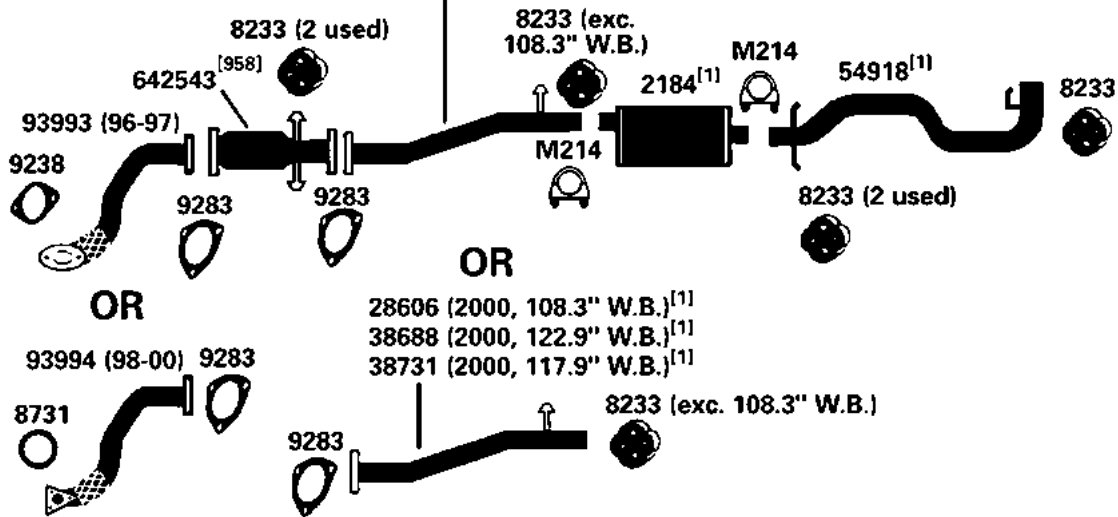 8233 (2 used)
8233 (exc.
108.3" W.B.)
M214
642543[958]
2184[1]
54918[1]
8233
93993 (96-97)
9238
M214
9283
9283
8233 (2 used)
OR
OR
28606 (2000, 108.3" W.B.)[1]
38688 (2000, 122.9" W.B.)[1]
38731 (2000, 117.9" W.B.)[1]
93994 (98-00)
9283
8731
8233 (exc. 108.3" W.B.)
9283